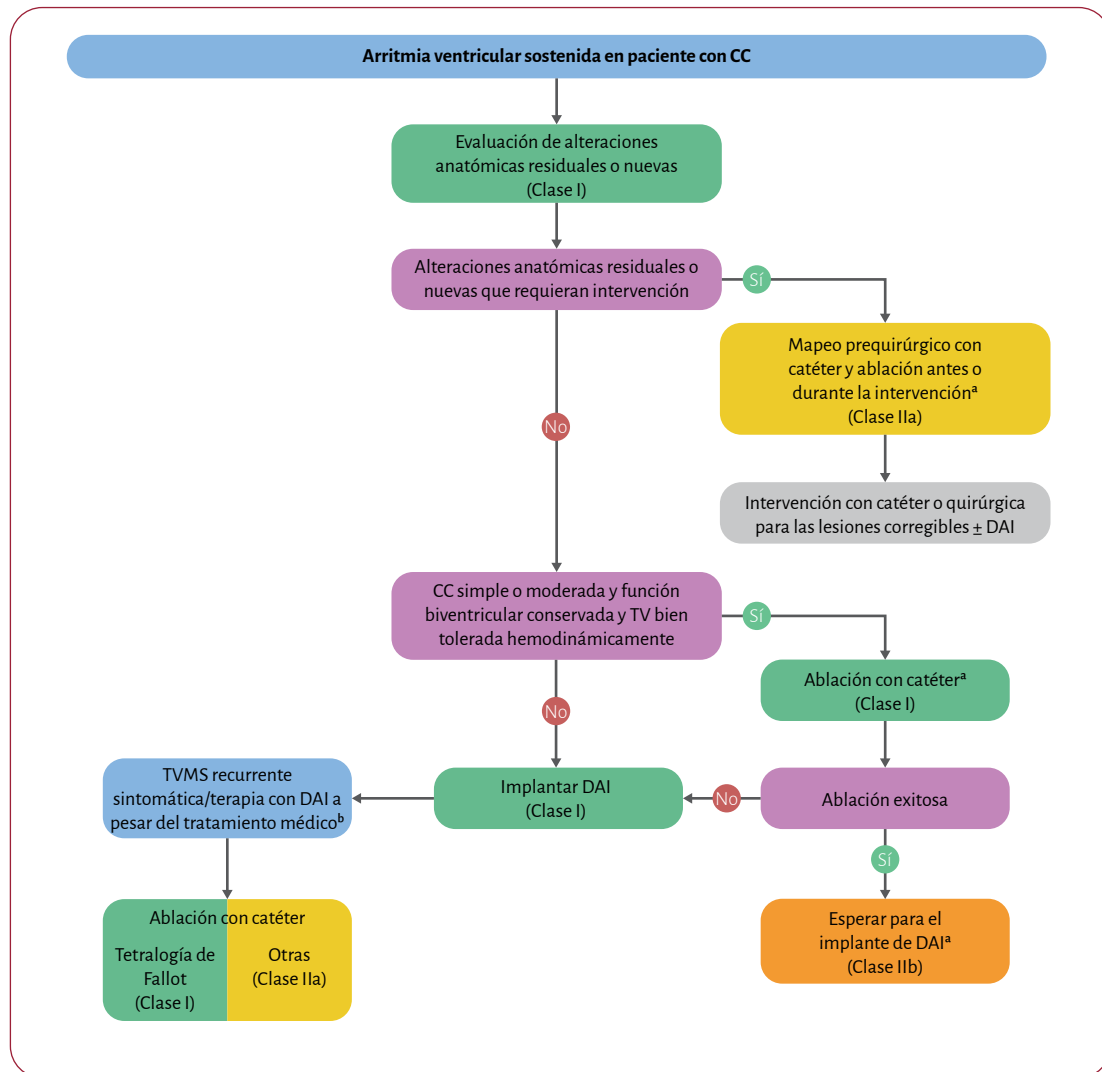 Arritmia ventricular sostenida en paciente con CC
Evaluación de alteraciones
anatómicas residuales o nuevas
(Clase I)
Alteraciones anatómicas residuales o
nuevas que requieran intervención
Sí
Mapeo prequirúrgico con
catéter y ablación antes o
durante la intervenciónᵃ
(Clase IIa)
No
Intervención con catéter o quirúrgica
para las lesiones corregibles ± DAI
CC simple o moderada y función
biventricular conservada y TV bien
tolerada hemodinámicamente
Sí
Ablación con catéterᵃ
(Clase I)
No
TVMS recurrente
sintomática/terapia con DAI a
pesar del tratamiento médicoᵇ
Implantar DAI
(Clase I)
No
Ablación exitosa
Sí
Ablación con catéter
Tetralogía de
Fallot
(Clase I)
Otras
(Clase IIa)
Esperar para el
implante de DAIᵃ
(Clase IIb)